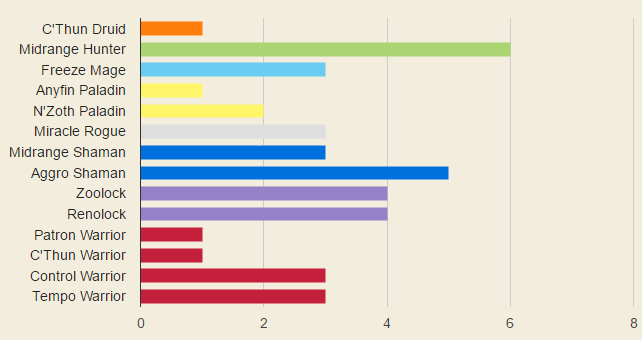 C'Thun Druid
Midrange Hunter
Freeze Mage
Anyfin Paladin
N'Zoth Paladin
Miracle Rogue
Midrange Shaman
Aggro Shaman
Zoolock
Renolock
Patron Warrior
C'Thun Warrior
Control Warrior
Tempo Warrior
0 2 4 6 8